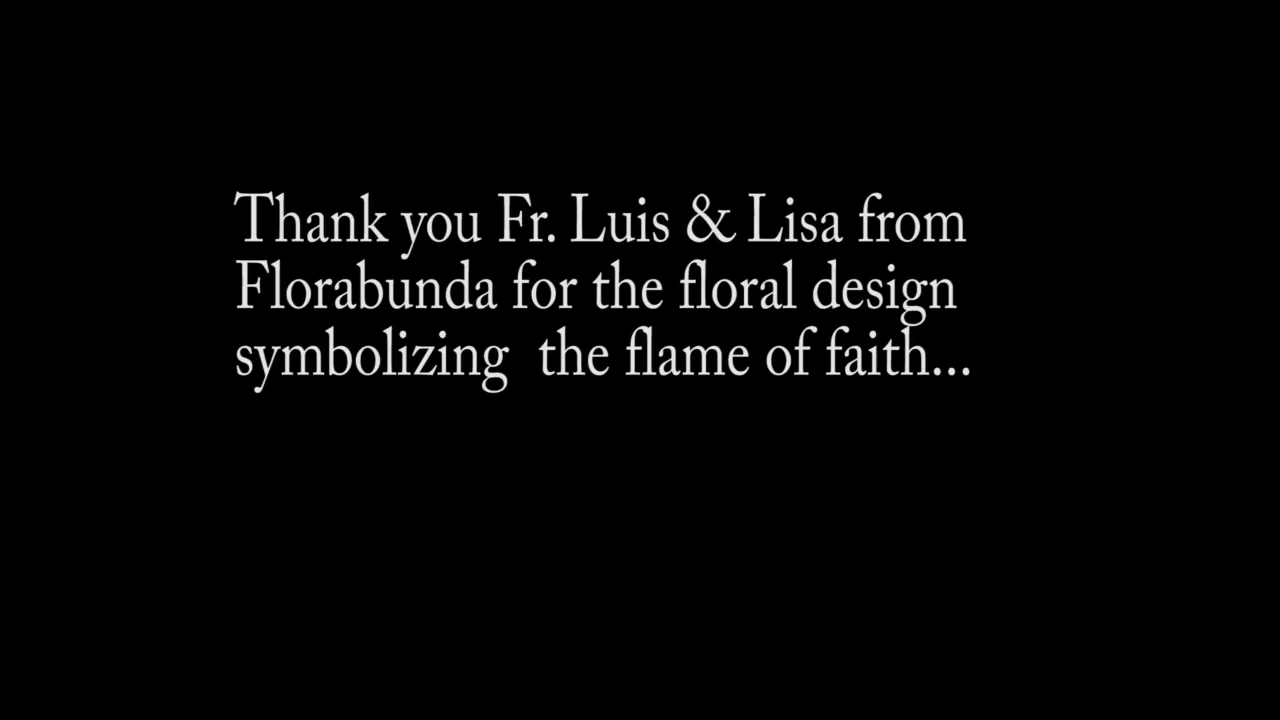 Thank you Fr. Luis & Lisa from
Florabunda for the floral design
symbolizing  the flame of faith...